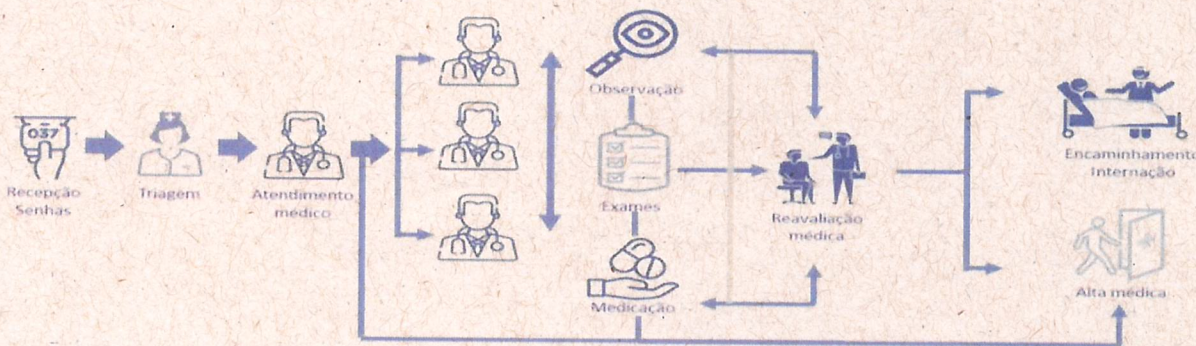 037
Recepção
Senhas
Triagem
Atendimento
médico
Observação
Exames
Medicação
Reavaliação
médica
Encaminhamento
Internação
Alta médica